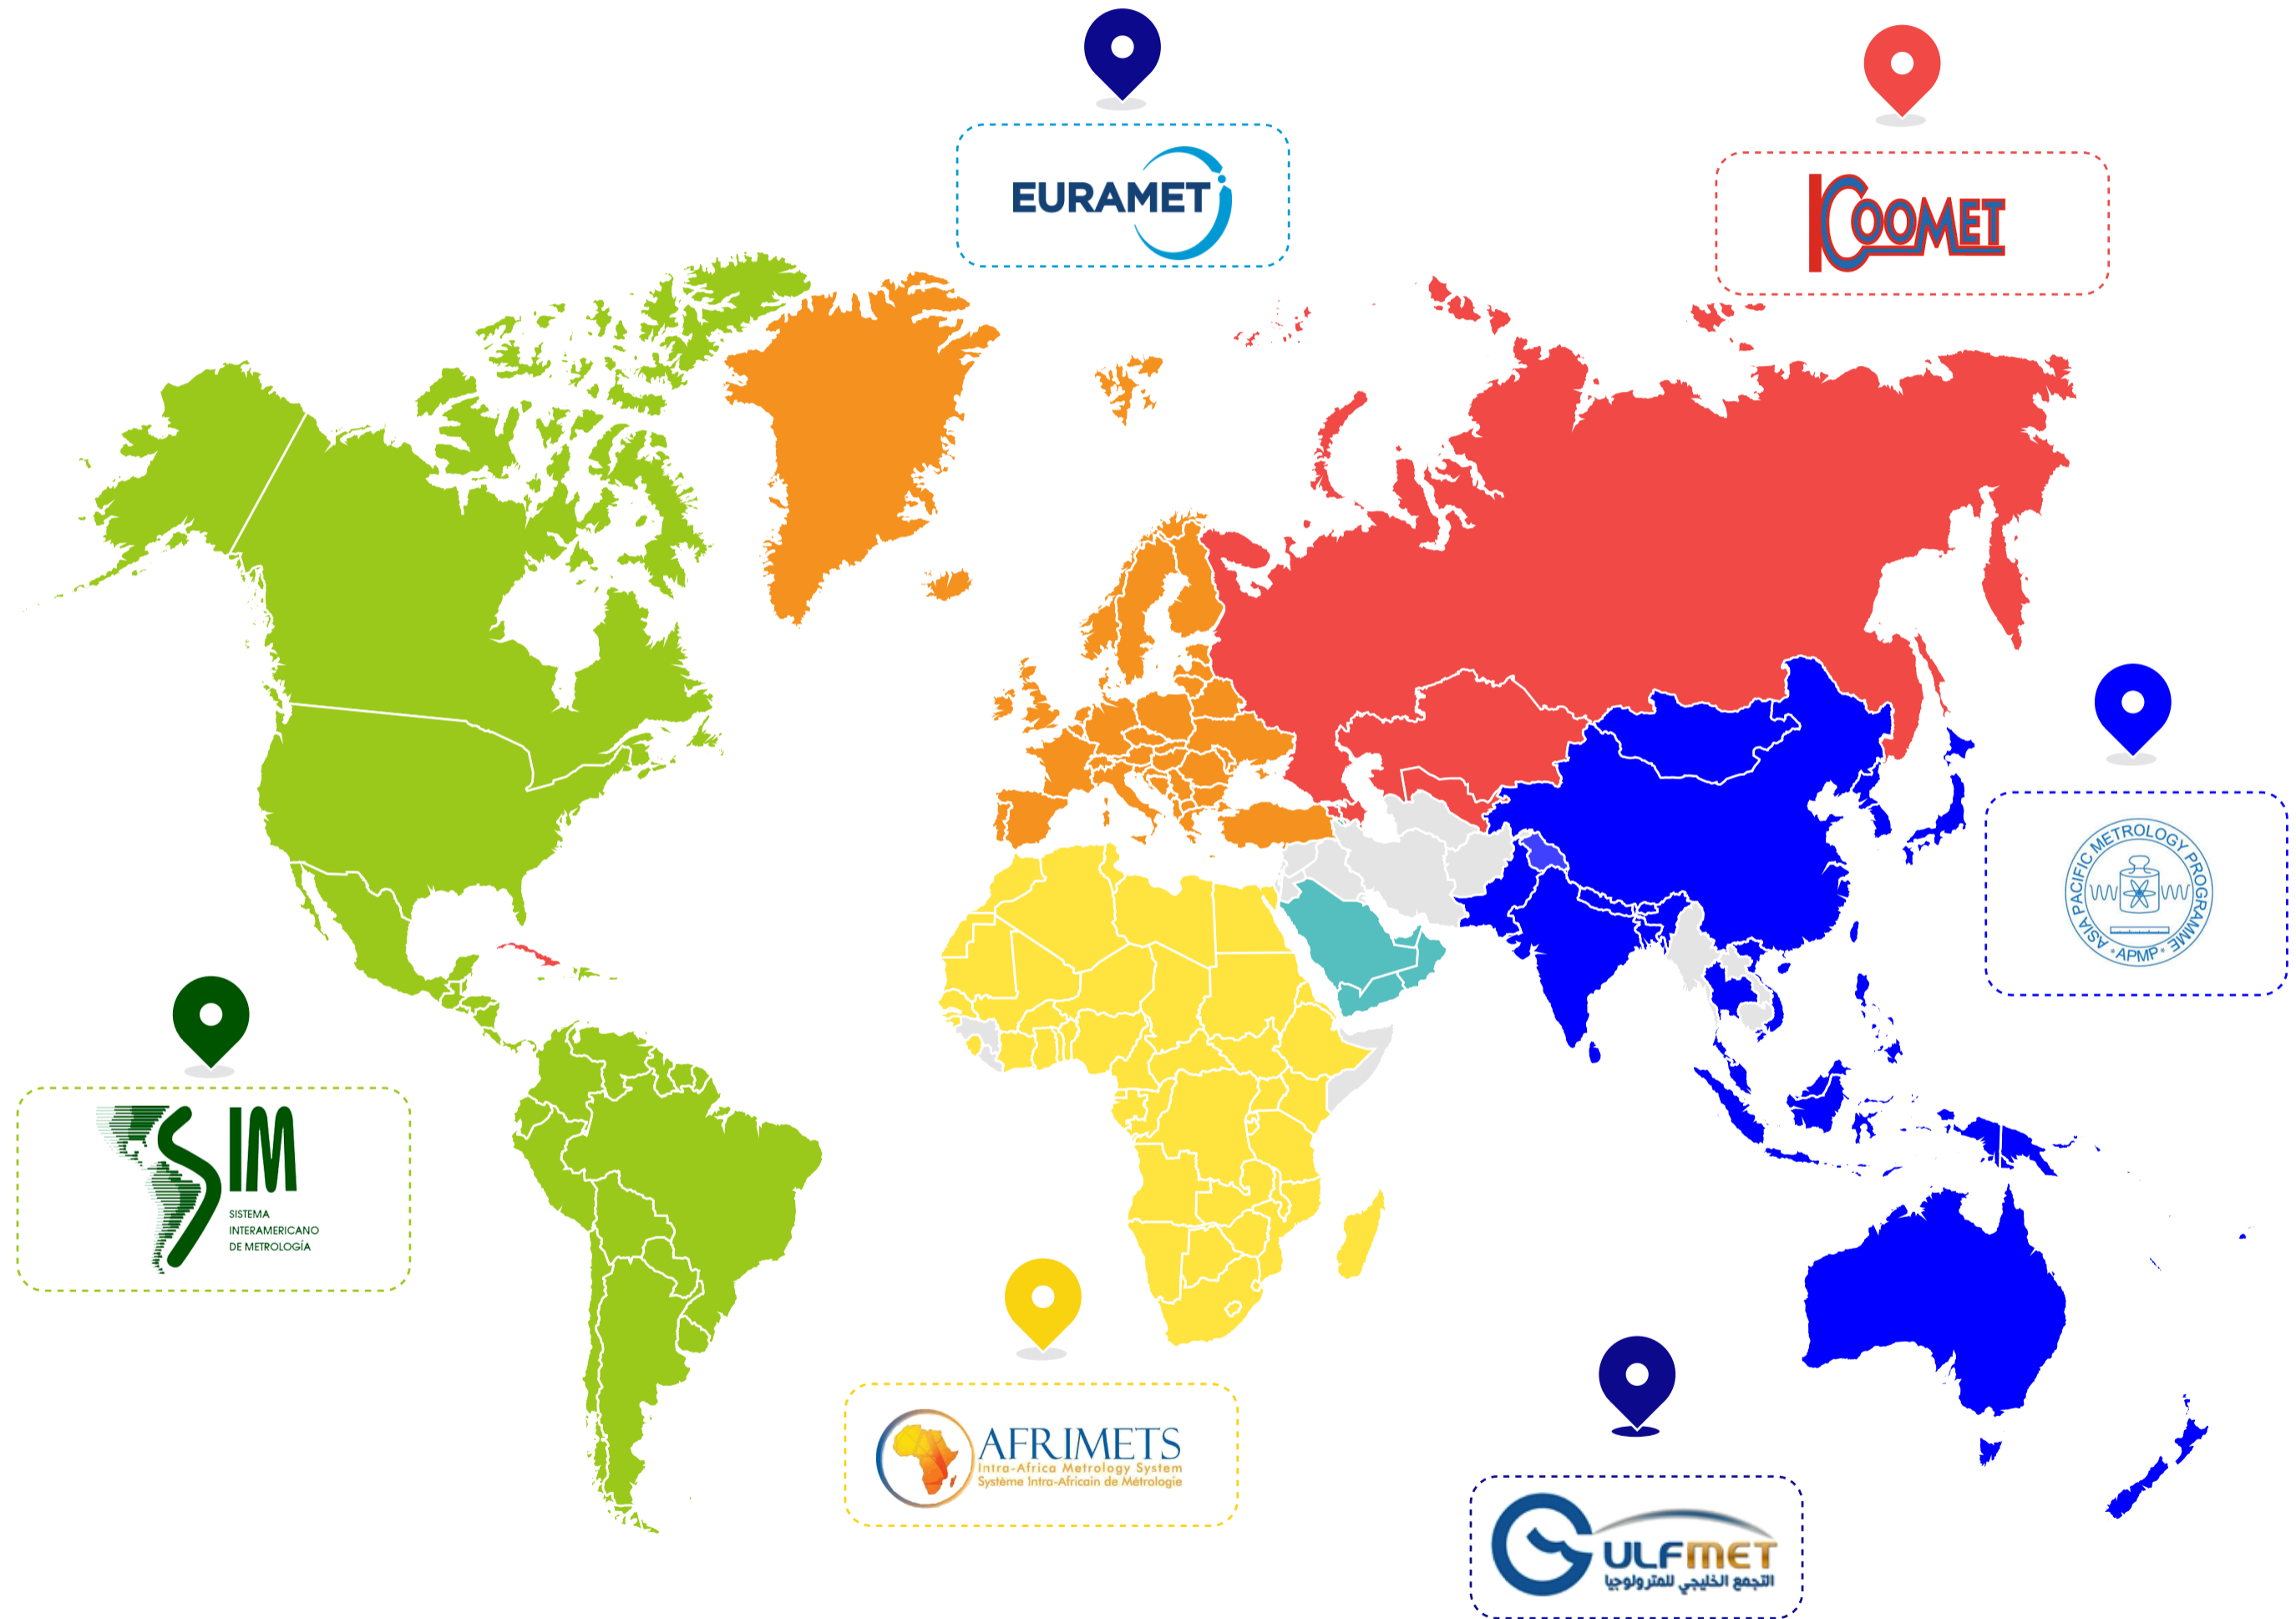 EURAMET
COOMET
ASIA PACIFIC METROLOGY PROGRAMME
• APMP •
SIM
SISTEMA
INTERAMERICANO
DE METROLOGÍA
AFRIMETS
Intra-Africa Metrology System
Système Intra-Africain de Métrologie
GULFMET
التجمع الخليجي للمترولوجيا